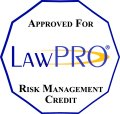 APPROVED FOR
LAWPRO®
RISK MANAGEMENT
CREDIT